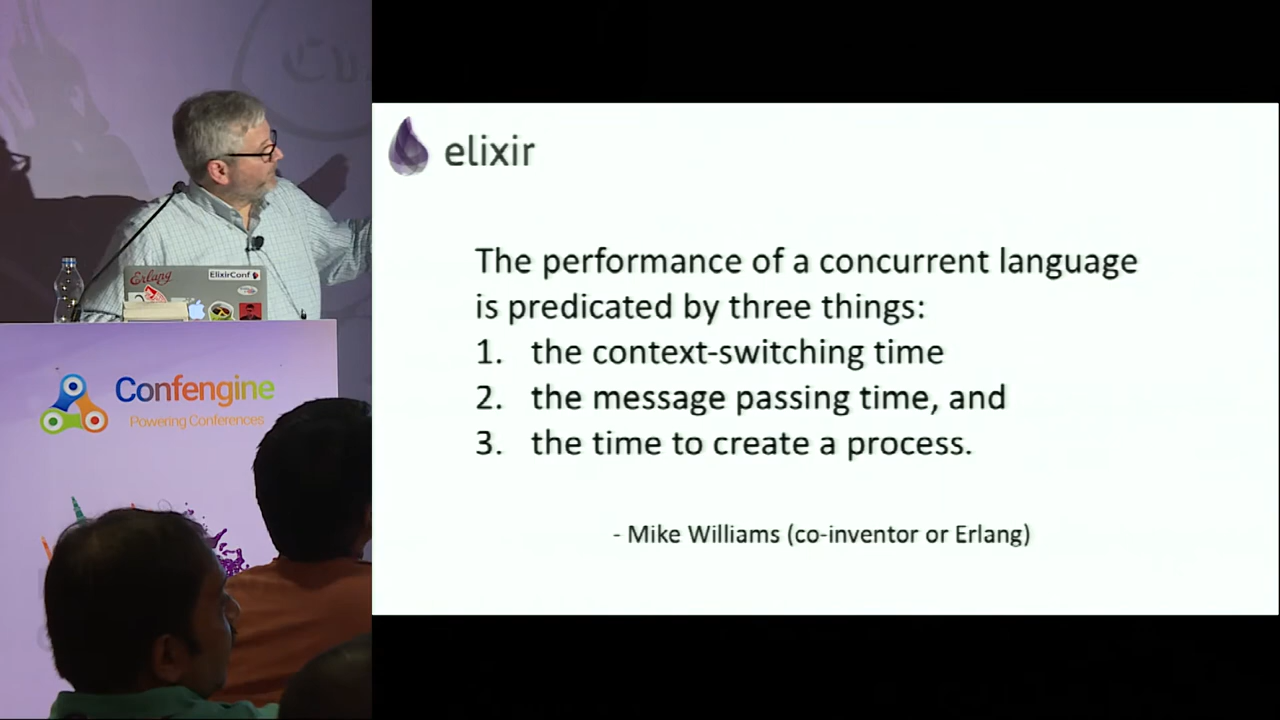 elixir
The performance of a concurrent language
is predicated by three things:
1. the context-switching time
2. the message passing time, and
3. the time to create a process.
- Mike Williams (co-inventor or Erlang)
Erlang
ElixirConf
Confengine
Powering Conferences